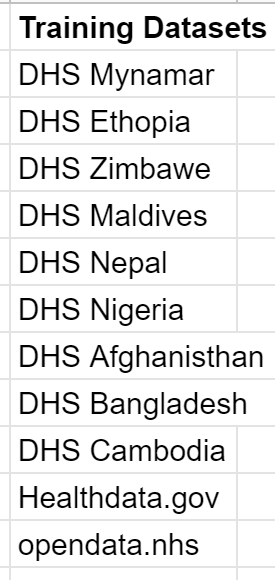 Training Datasets
DHS Mynamar
DHS Ethopia
DHS Zimbawe
DHS Maldives
DHS Nepal
DHS Nigeria
DHS Afghanisthan
DHS Bangladesh
DHS Cambodia
Healthdata.gov
opendata.nhs